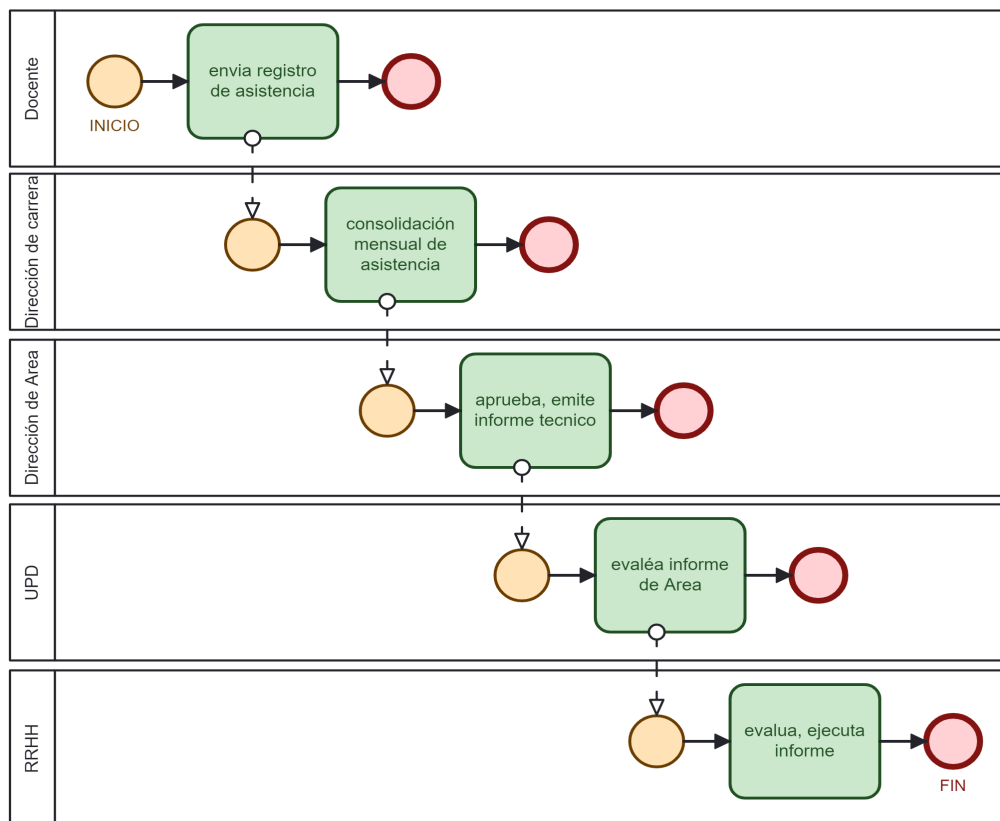 Docente
envia registro
de asistencia
INICIO
Dirección de carrera
consolidación
mensual de
asistencia
Dirección de Area
aprueba, emite
informe tecnico
UPD
evaléa informe
de Area
RRHH
evalua, ejecuta
informe
FIN